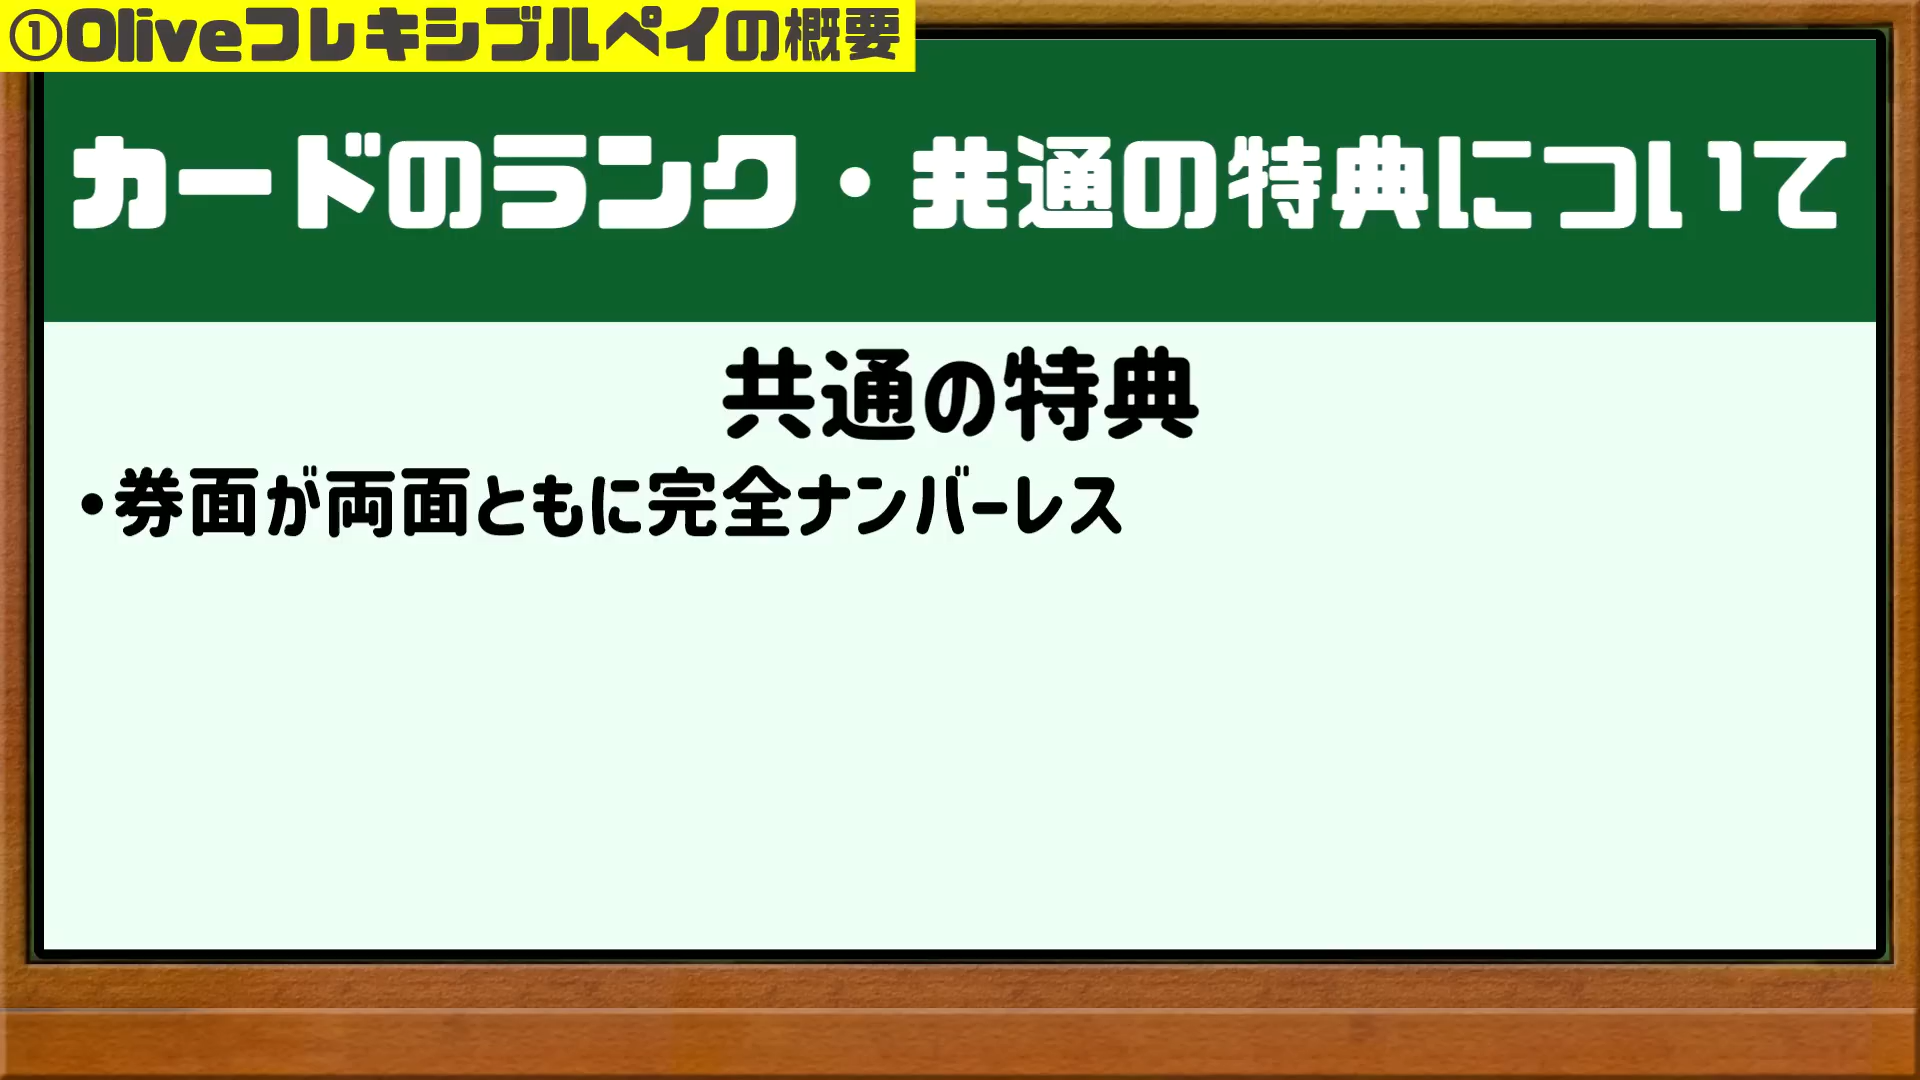 ①Oliveフレキシブルペイの概要
カードのランク・共通の特典について
共通の特典
・券面が両面ともに完全ナンバーレス